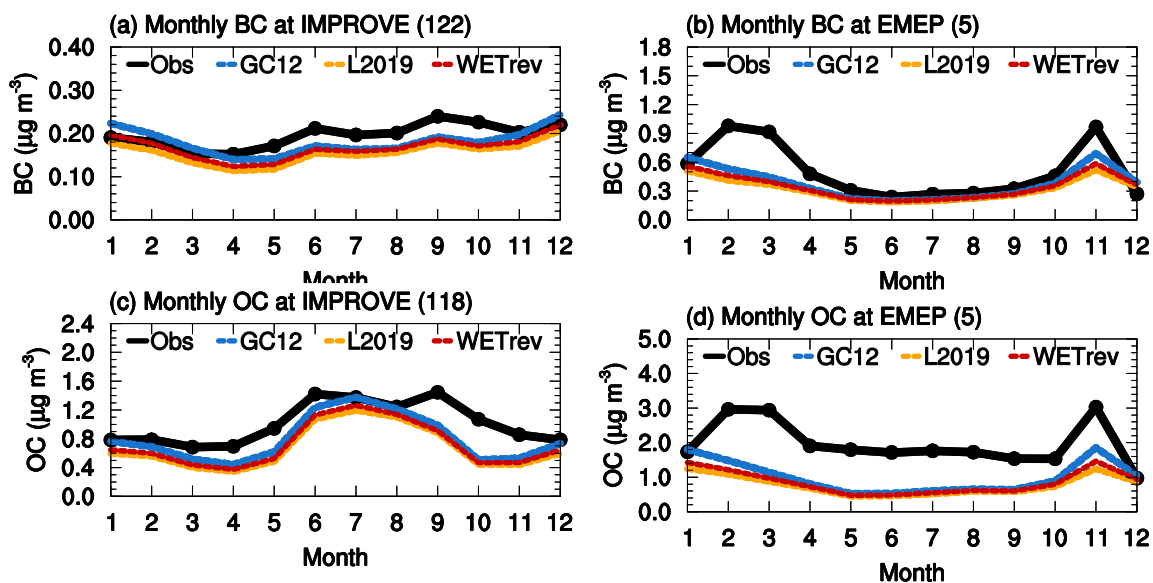 (a) Monthly BC at IMPROVE (122)
BC (µg m-3)
0.40
0.30
0.20
0.10
0.00
Obs GC12 L2019 WETrev
1 2 3 4 5 6 7 8 9 10 11 12
Month
(b) Monthly BC at EMEP (5)
BC (µg m-3)
1.8
1.5
1.2
0.9
0.6
0.3
0.0
Obs GC12 L2019 WETrev
1 2 3 4 5 6 7 8 9 10 11 12
Month
(c) Monthly OC at IMPROVE (118)
OC (µg m-3)
2.4
2.0
1.6
1.2
0.8
0.4
0.0
Obs GC12 L2019 WETrev
1 2 3 4 5 6 7 8 9 10 11 12
Month
(d) Monthly OC at EMEP (5)
OC (µg m-3)
5.0
4.0
3.0
2.0
1.0
0.0
Obs GC12 L2019 WETrev
1 2 3 4 5 6 7 8 9 10 11 12
Month